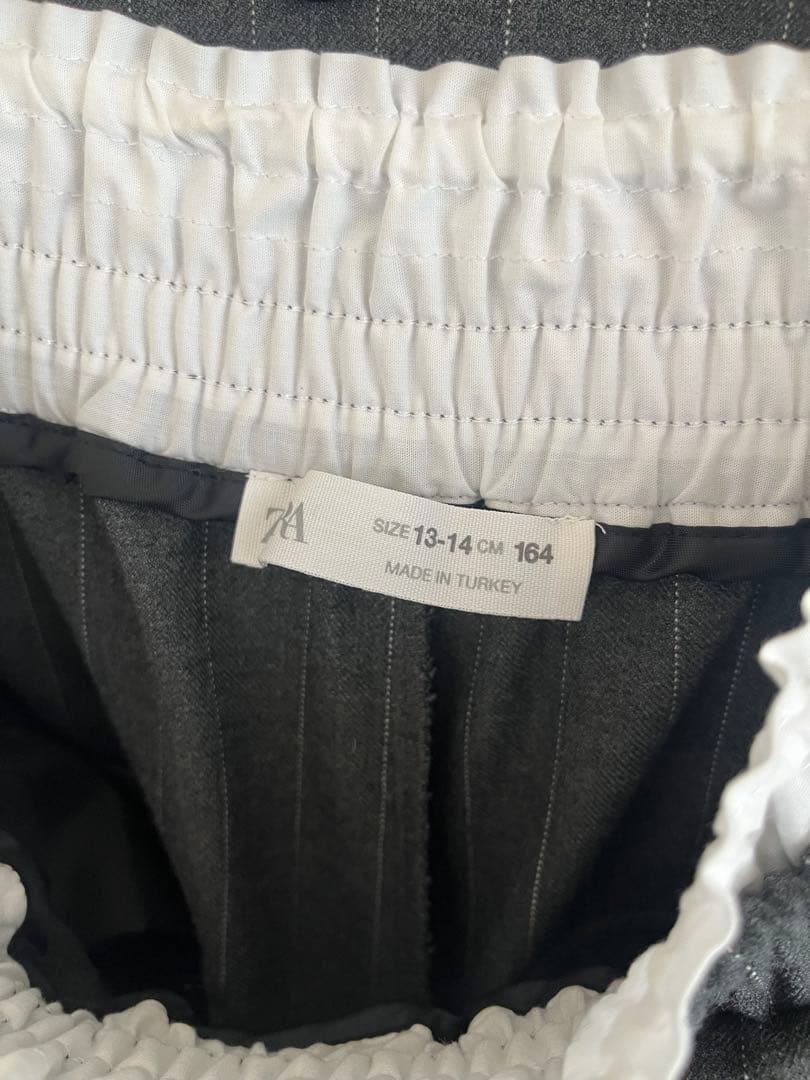 ZA
SIZE 13-14 CM 164
MADE IN TURKEY